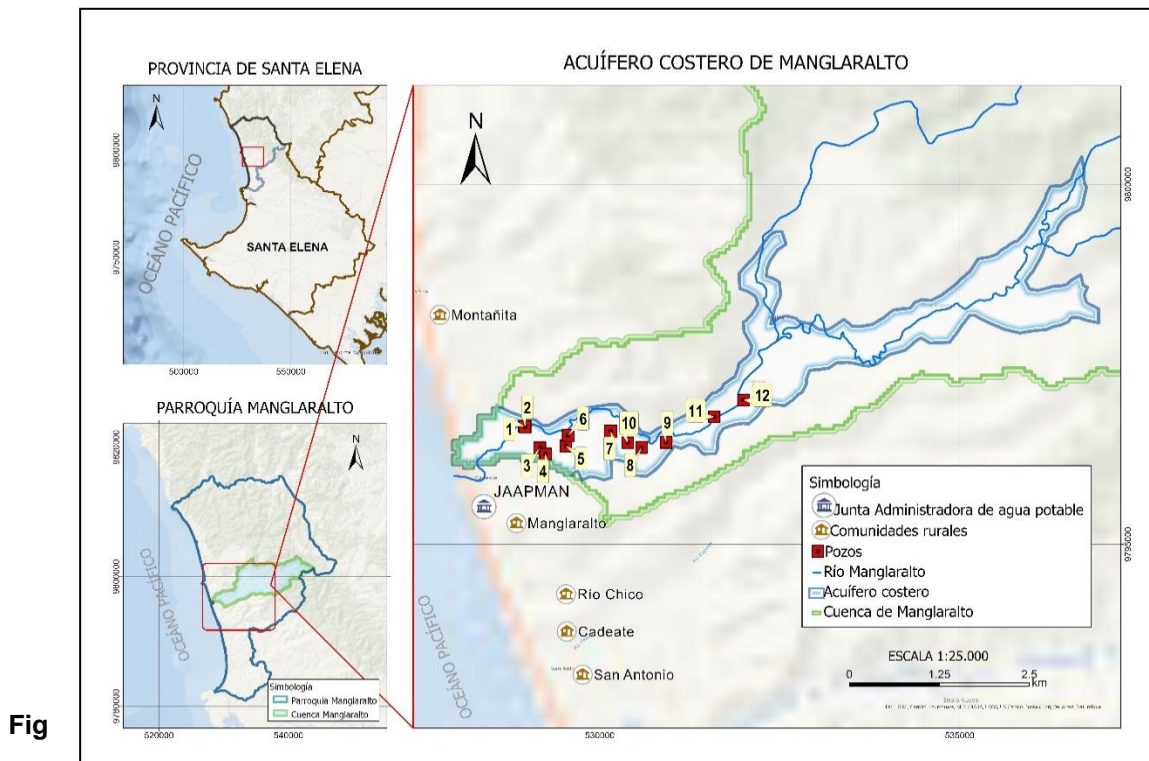 PROVINCIA DE SANTA ELENA
N
9800000
9750000
OCEÁNO PACÍFICO
SANTA ELENA
500000
550000
PARROQUÍA MANGLARALTO
N
9820000
9800000
9780000
OCEÁNO PACÍFICO
Simbología
Parroquia Manglaralto
Cuenca Manglaralto
520000
540000
Fig
ACUÍFERO COSTERO DE MANGLARALTO
N
9800000
9795000
Montañita
1
2
3
4
5
6
7
8
9
10
11
12
JAAPMAN
Manglaralto
Río Chico
Cadeate
San Antonio
OCEÁNO PACÍFICO
Simbología
Junta Administradora de agua potable
Comunidades rurales
Pozos
Río Manglaralto
Acuífero costero
Cuenca de Manglaralto
ESCALA 1:25.000
0
1.25
2.5
km
530000
535000